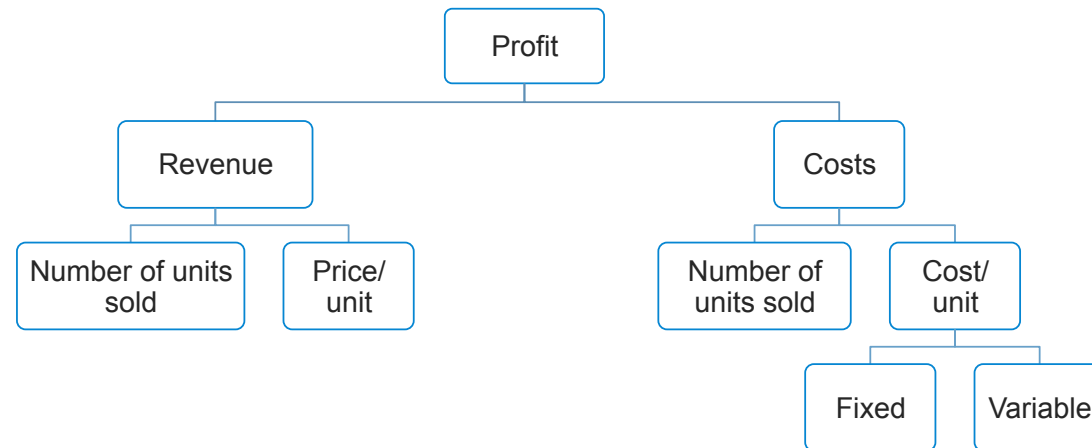 Profit
Revenue
Costs
Number of units
sold
Price/
unit
Number of
units sold
Cost/
unit
Fixed
Variable